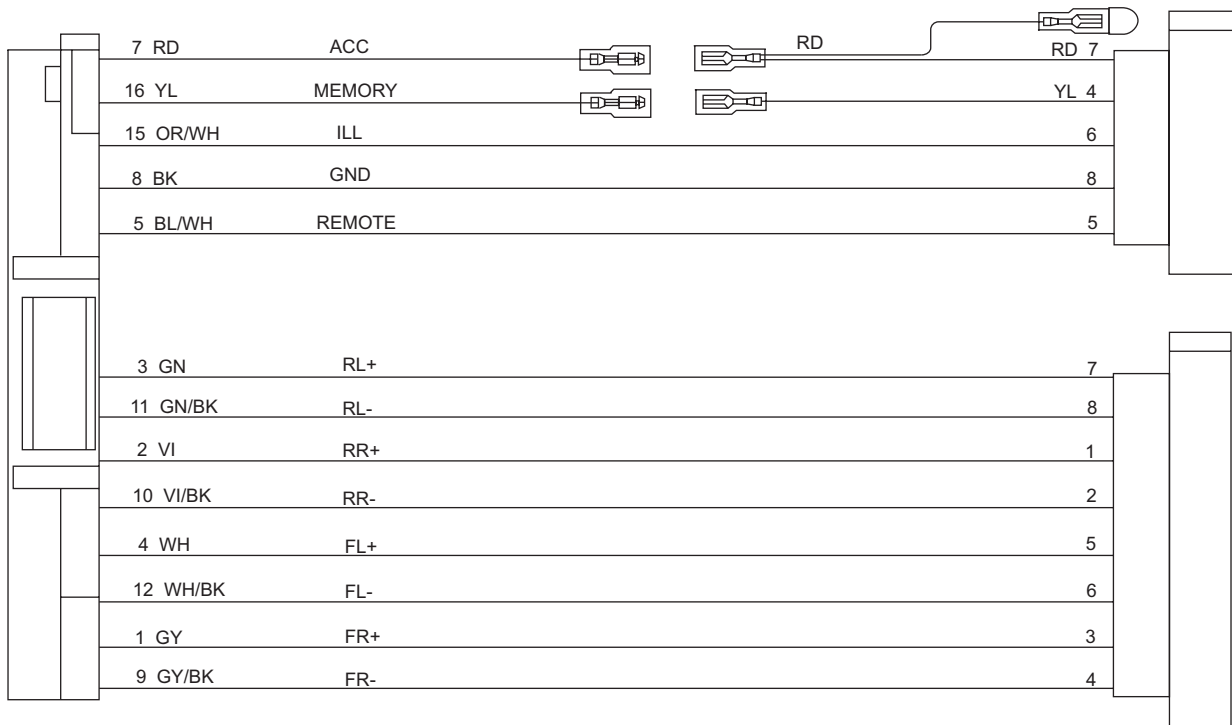 7 RD ACC RD RD 7
16 YL MEMORY YL 4
15 OR/WH ILL 6
8 BK GND 8
5 BL/WH REMOTE 5
3 GN RL+ 7
11 GN/BK RL- 8
2 VI RR+ 1
10 VI/BK RR- 2
4 WH FL+ 5
12 WH/BK FL- 6
1 GY FR+ 3
9 GY/BK FR- 4